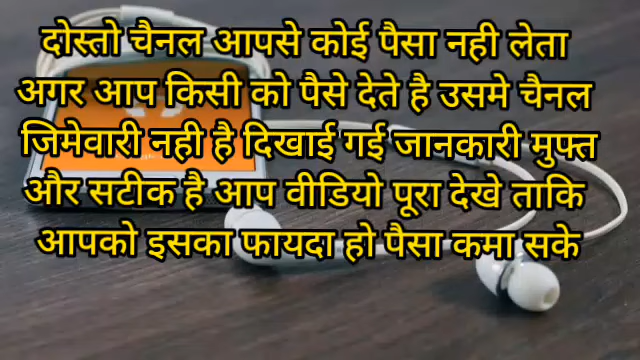 दोस्तो चैनल आपसे कोई पैसा नही लेता
अगर आप किसी को पैसे देते है उसमे चैनल
जिमेवारी नही है दिखाई गई जानकारी मुफ्त
और सटीक है आप वीडियो पूरा देखे ताकि
आपको इसका फायदा हो पैसा कमा सके